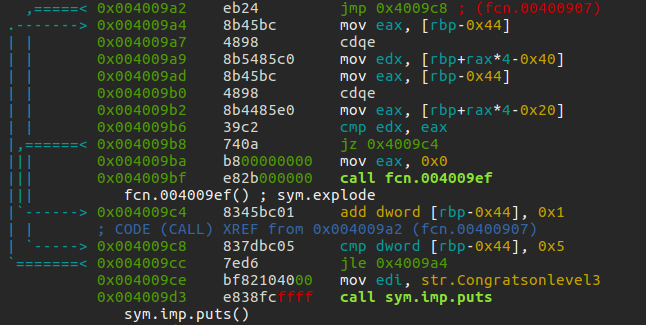 ,=====< 0x004009a2 eb24 jmp 0x4009c8 ; (fcn.00400907)
.-------> 0x004009a4 8b45bc mov eax, [rbp-0x44]
| | 0x004009a7 4898 cdqe
| | 0x004009a9 8b5485c0 mov edx, [rbp+rax*4-0x40]
| | 0x004009ad 8b45bc mov eax, [rbp-0x44]
| | 0x004009b0 4898 cdqe
| | 0x004009b2 8b4485e0 mov eax, [rbp+rax*4-0x20]
| | 0x004009b6 39c2 cmp edx, eax
|,======< 0x004009b8 740a jz 0x4009c4
||| 0x004009ba b800000000 mov eax, 0x0
||| 0x004009bf e82b000000 call fcn.004009ef
||| fcn.004009ef() ; sym.explode
|`------> 0x004009c4 8345bc01 add dword [rbp-0x44], 0x1
| | ; CODE (CALL) XREF from 0x004009a2 (fcn.00400907)
| `-----> 0x004009c8 837dbc05 cmp dword [rbp-0x44], 0x5
`=======< 0x004009cc 7ed6 jle 0x4009a4
0x004009ce bf82104000 mov edi, str.Congratsonlevel3
0x004009d3 e838fcffff call sym.imp.puts
sym.imp.puts()